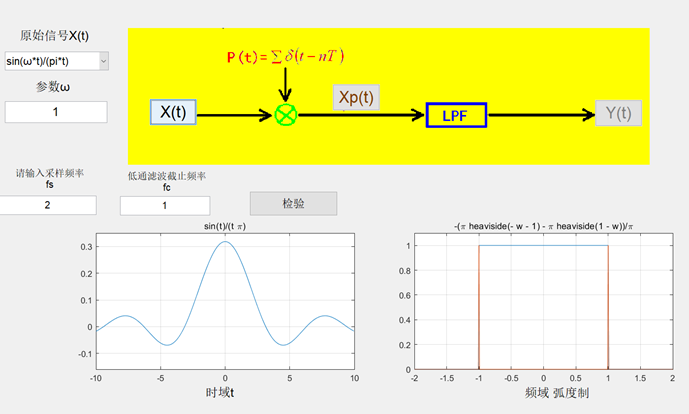 原始信号X(t)
sin(ω*t)/(pi*t)
参数ω
1
P(t)=∑δ(t-nT)
X(t)
Xp(t)
LPF
Y(t)
请输入采样频率
fs
2
低通滤波截止频率
fc
1
检验
sin(t)/(t π)
0.3
0.2
0.1
0
-0.1
-10 -5 0 5 10
时域t
-(π heaviside(- w - 1) - π heaviside(1 - w))/π
1
0.8
0.6
0.4
0.2
0
-2 -1.5 -1 -0.5 0 0.5 1 1.5 2
频域 弧度制